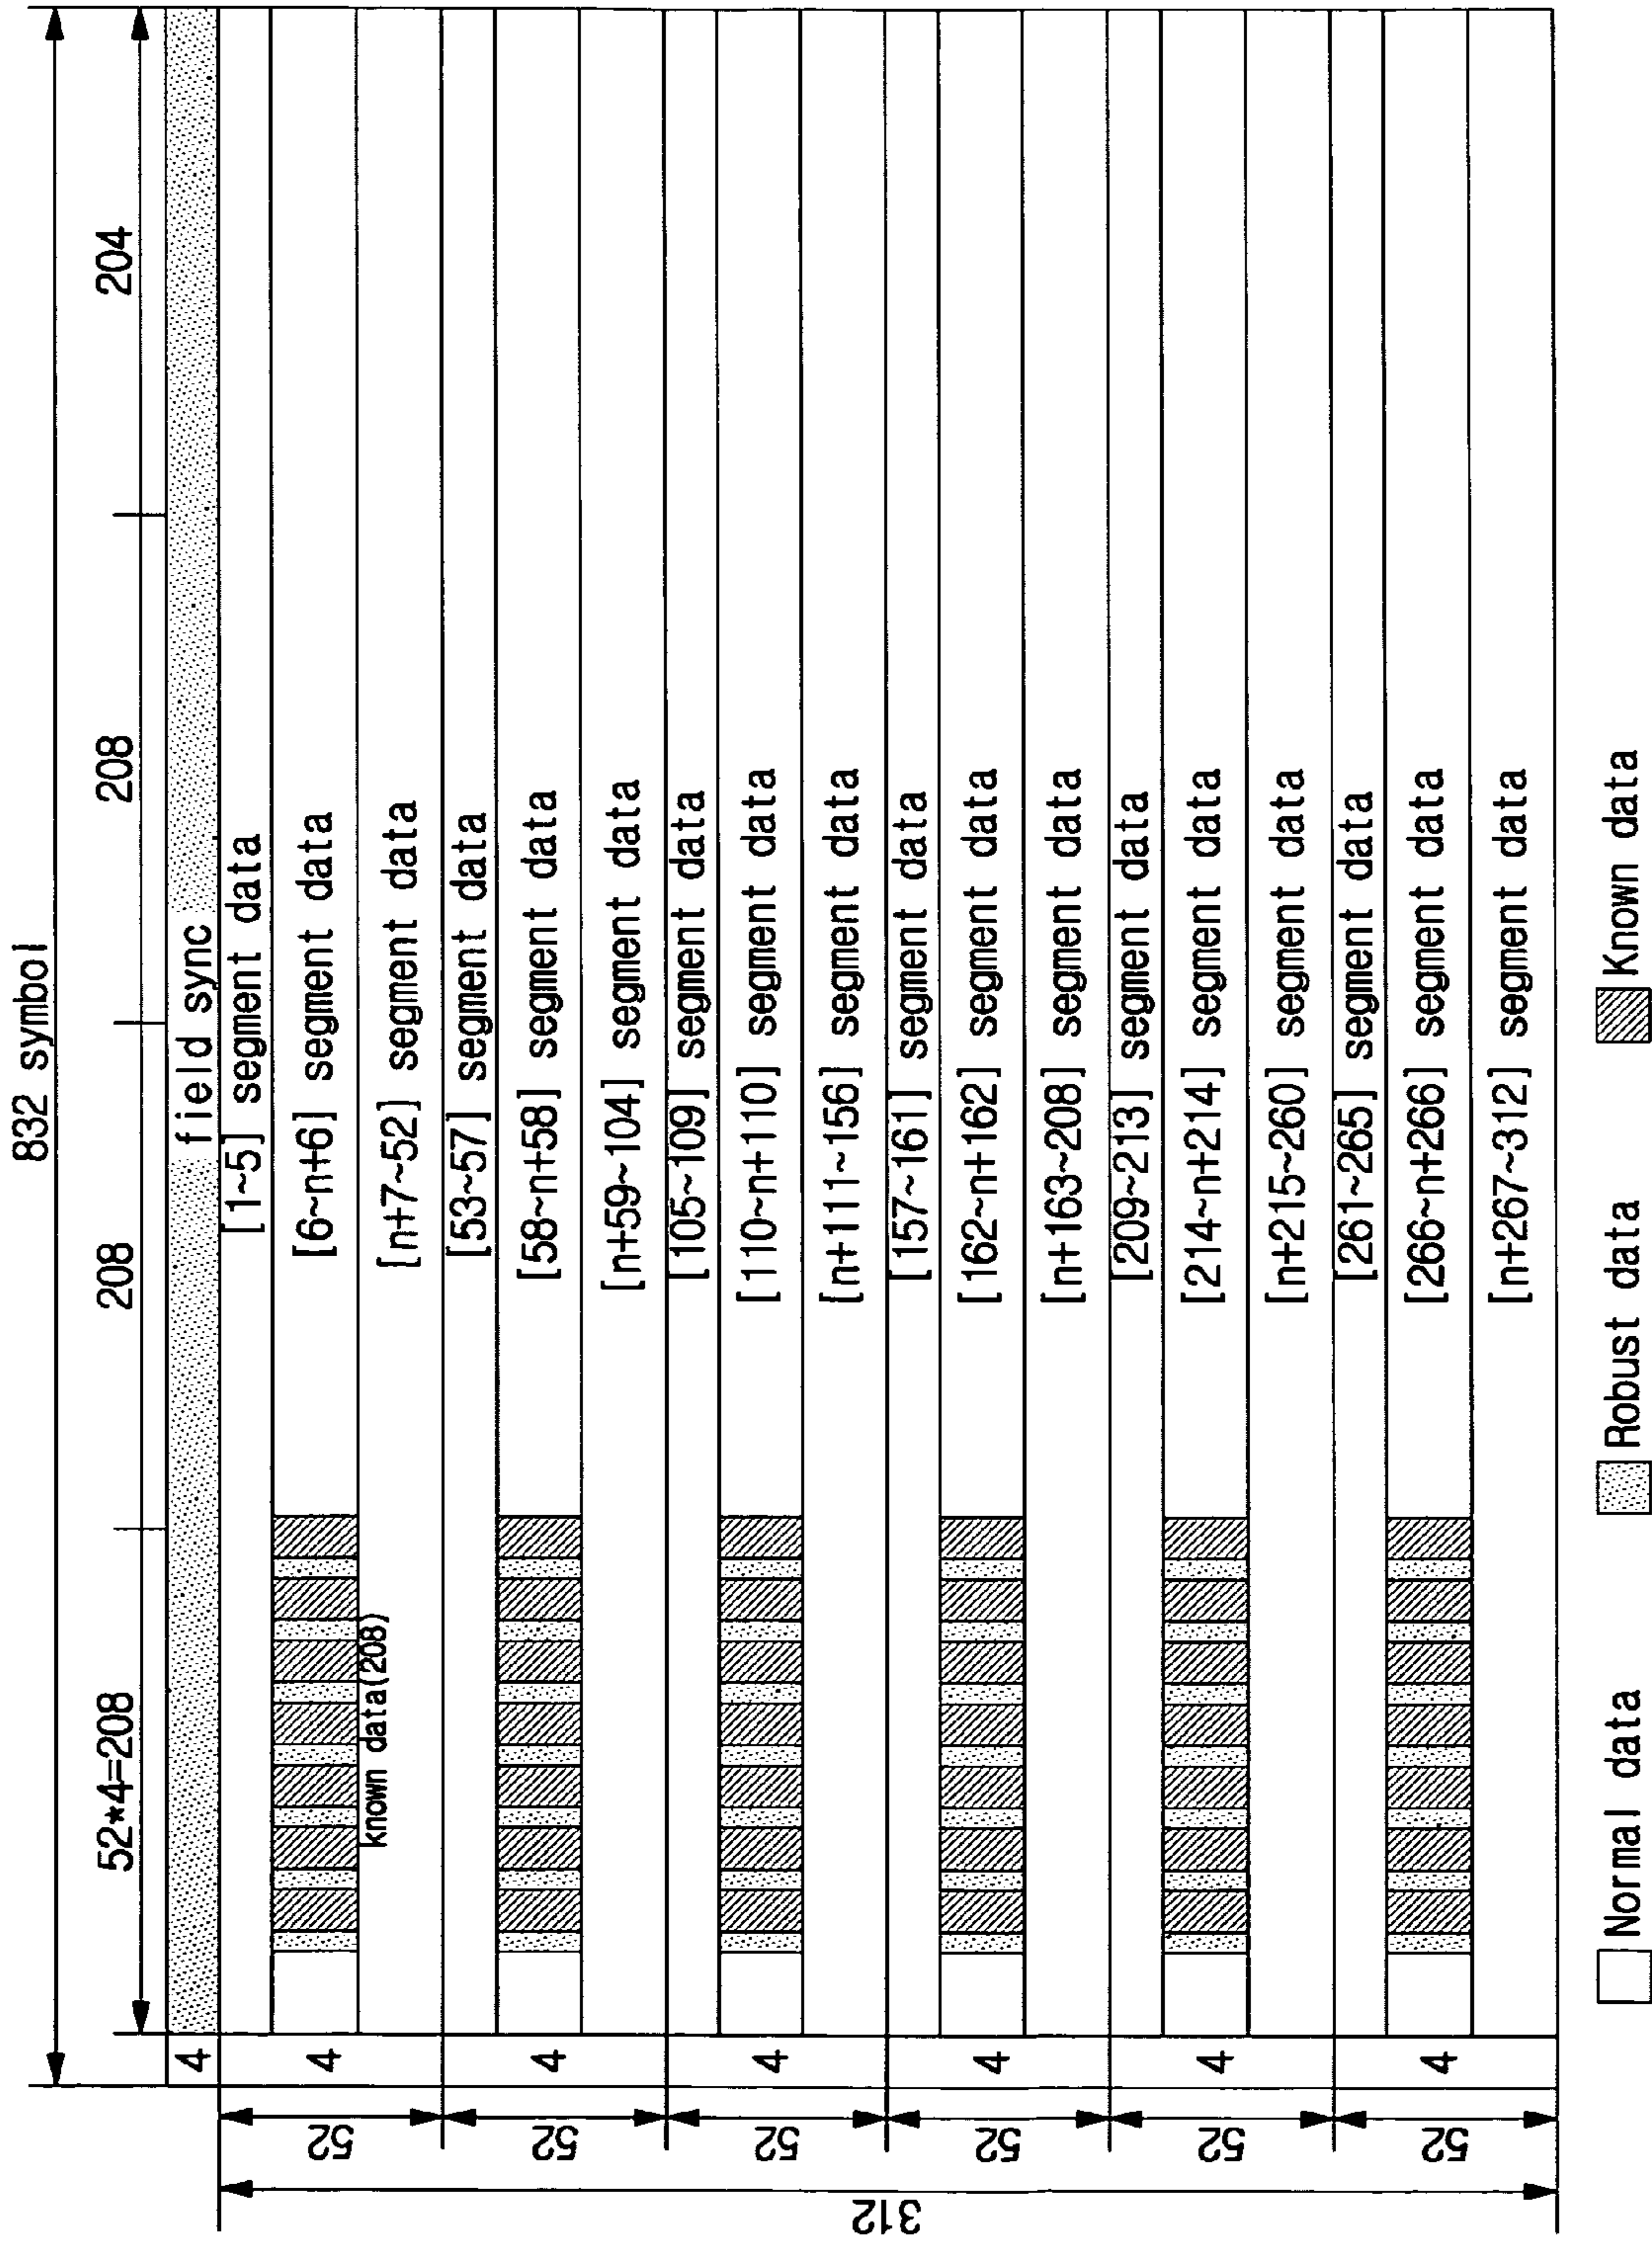 832 symbol
52*4=208
208
208
204
4
field sync
[1~5] segment data
4
[6~n+6] segment data
known data(208)
[n+7~52] segment data
52
[53~57] segment data
4
[58~n+58] segment data
[n+59~104] segment data
52
[105~109] segment data
4
[110~n+110] segment data
[n+111~156] segment data
52
[157~161] segment data
4
[162~n+162] segment data
[n+163~208] segment data
52
[209~213] segment data
4
[214~n+214] segment data
[n+215~260] segment data
52
[261~265] segment data
4
[266~n+266] segment data
[n+267~312] segment data
52
312
Normal data
Robust data
Known data